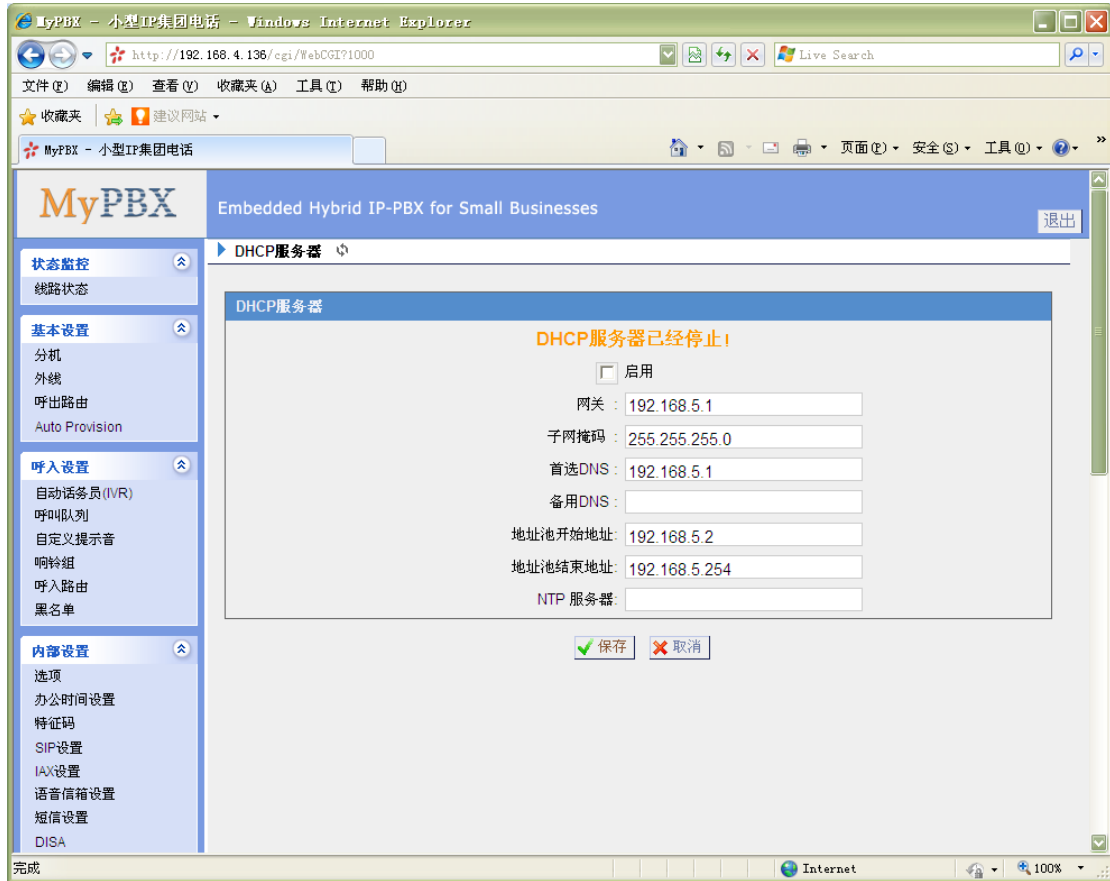 MyPBX - 小型IP集团电话 - Windows Internet Explorer
http://192.168.4.136/cgi/WebCGI?1000
Live Search
文件(F) 编辑(E) 查看(V) 收藏夹(A) 工具(T) 帮助(H)
收藏夹 建议网站
MyPBX - 小型IP集团电话
页面(P) 安全(S) 工具(O) »
MyPBX
Embedded Hybrid IP-PBX for Small Businesses
退出
状态监控
线路状态
基本设置
分机
外线
呼出路由
Auto Provision
呼入设置
自动话务员(IVR)
呼叫队列
自定义提示音
响铃组
呼入路由
黑名单
内部设置
选项
办公时间设置
特征码
SIP设置
IAX设置
语音信箱设置
短信设置
DISA
DHCP服务器
DHCP服务器
DHCP服务器已经停止!
启用
网关 : 192.168.5.1
子网掩码 : 255.255.255.0
首选DNS : 192.168.5.1
备用DNS :
地址池开始地址: 192.168.5.2
地址池结束地址: 192.168.5.254
NTP 服务器:
保存 取消
完成
Internet
100%